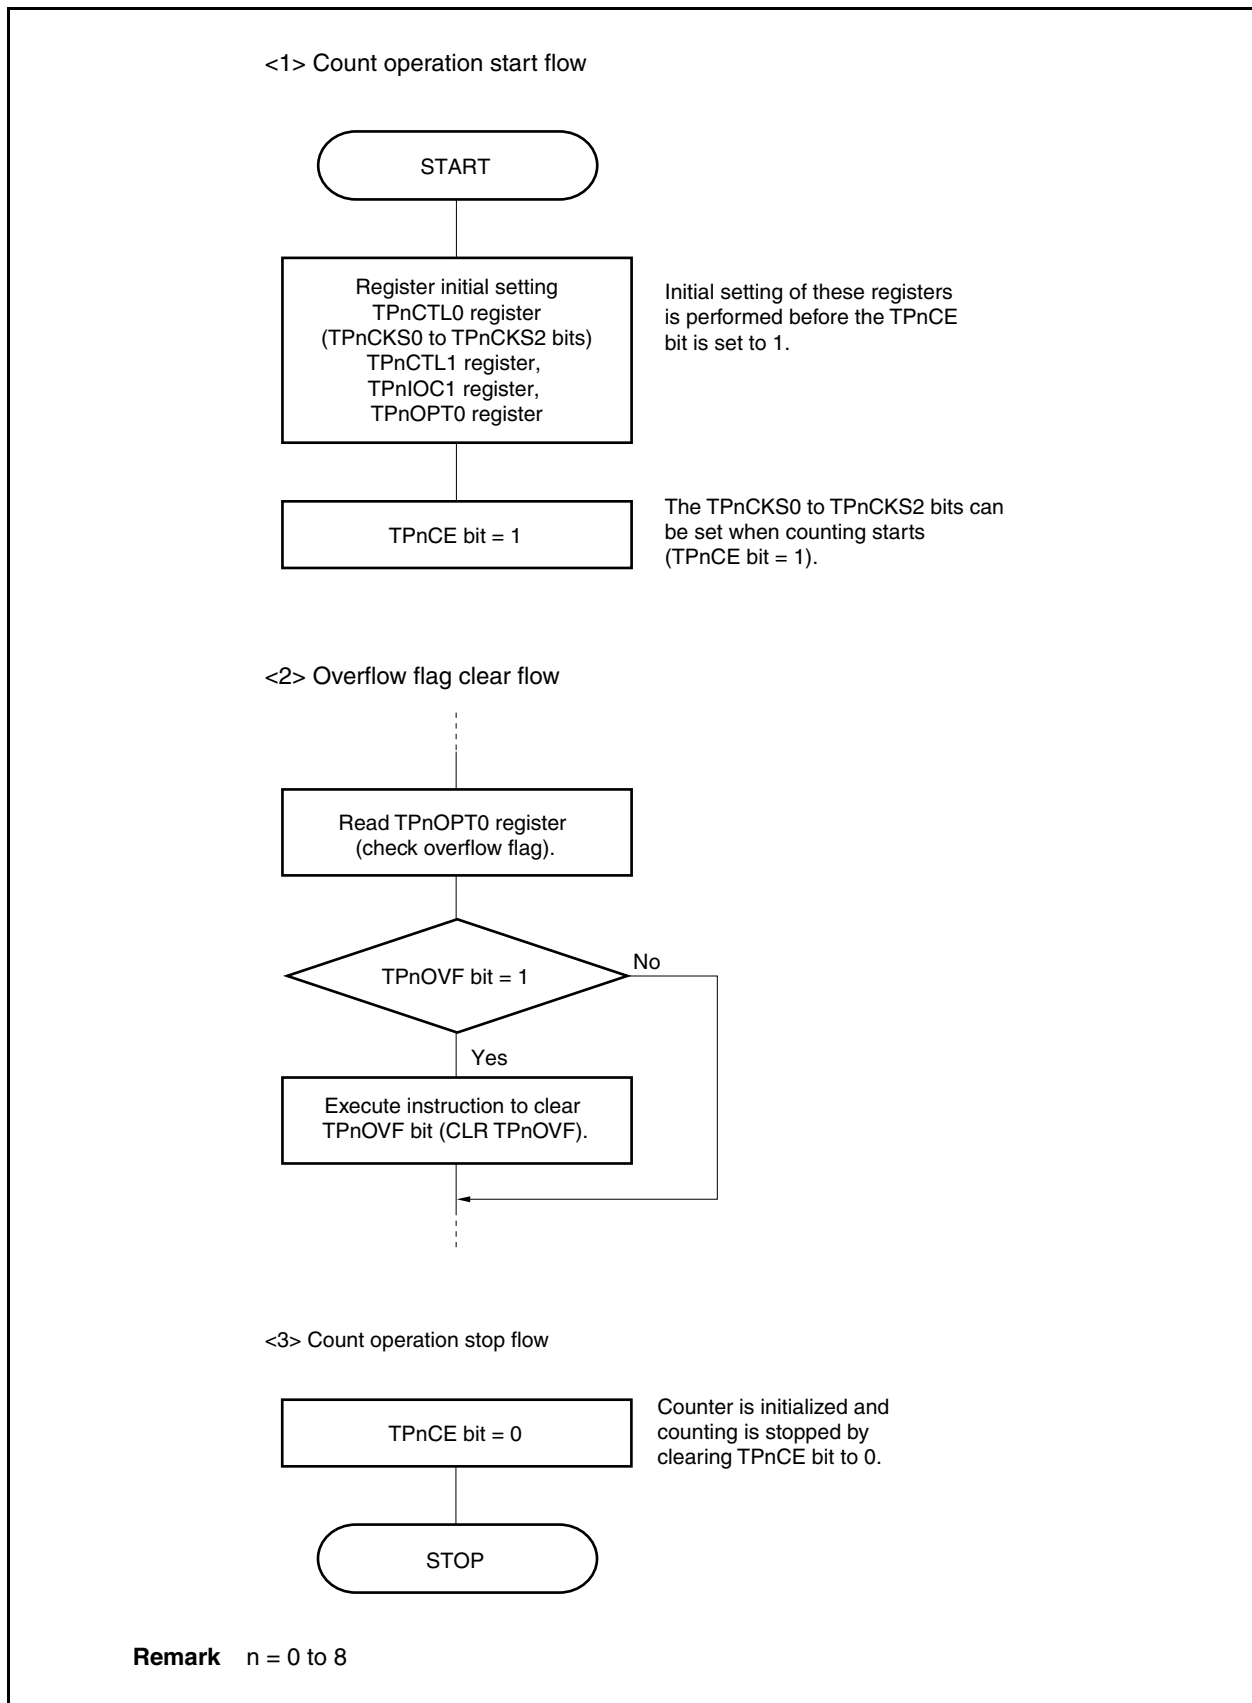 <1> Count operation start flow
START
Register initial setting
TPnCTL0 register
(TPnCKS0 to TPnCKS2 bits)
TPnCTL1 register,
TPnIOC1 register,
TPnOPT0 register
Initial setting of these registers
is performed before the TPnCE
bit is set to 1.
TPnCE bit = 1
The TPnCKS0 to TPnCKS2 bits can
be set when counting starts
(TPnCE bit = 1).
<2> Overflow flag clear flow
Read TPnOPT0 register
(check overflow flag).
TPnOVF bit = 1
No
Yes
Execute instruction to clear
TPnOVF bit (CLR TPnOVF).
<3> Count operation stop flow
TPnCE bit = 0
Counter is initialized and
counting is stopped by
clearing TPnCE bit to 0.
STOP
Remark n = 0 to 8